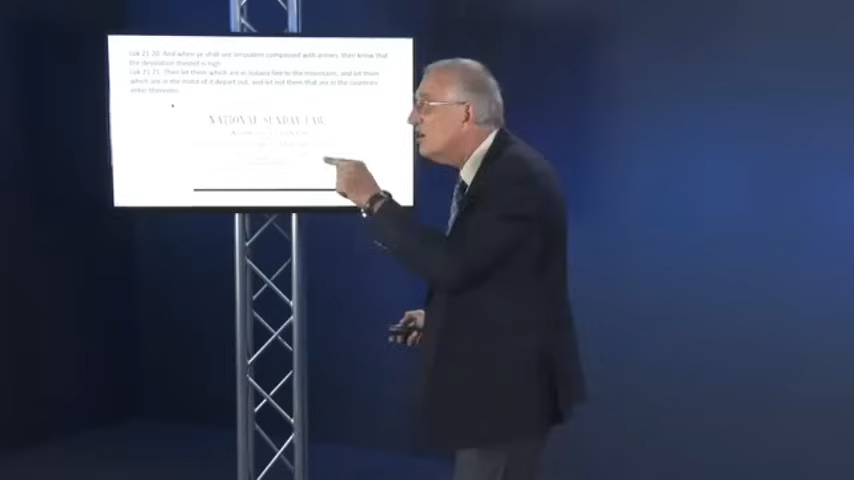 Luk 21:20 And when ye shall see Jerusalem compassed with armies, then know that
the desolation thereof is nigh.
Luk 21:21 Then let them which are in Judaea flee to the mountains; and let them
which are in the midst of it depart out; and let not them that are in the countries
enter thereinto.
NATIONAL SUNDAY LAW